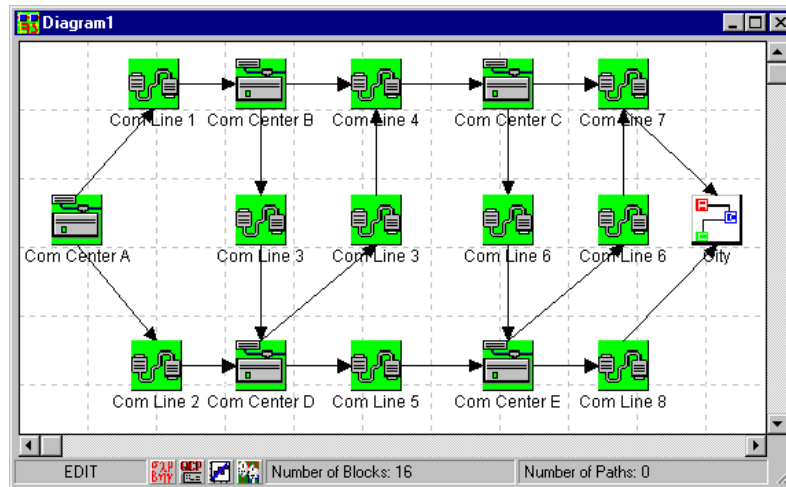 Diagram1
Com Line 1 Com Center B Com Line 4 Com Center C Com Line 7
Com Center A Com Line 3 Com Line 3 Com Line 6 Com Line 6 City
Com Line 2 Com Center D Com Line 5 Com Center E Com Line 8
EDIT QCP Number of Blocks: 16 Number of Paths: 0